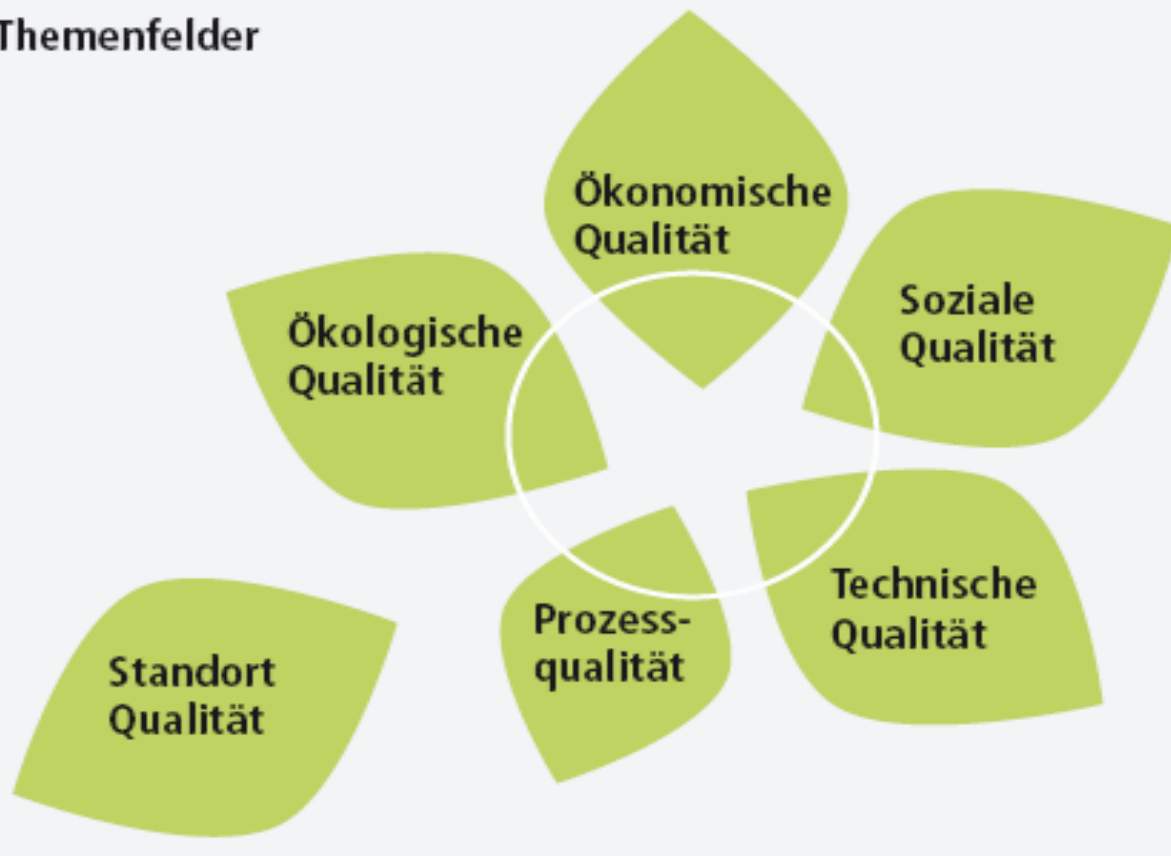 Themenfelder
Ökonomische
Qualität
Soziale
Qualität
Ökologische
Qualität
Technische
Qualität
Prozess-
qualität
Standort
Qualität